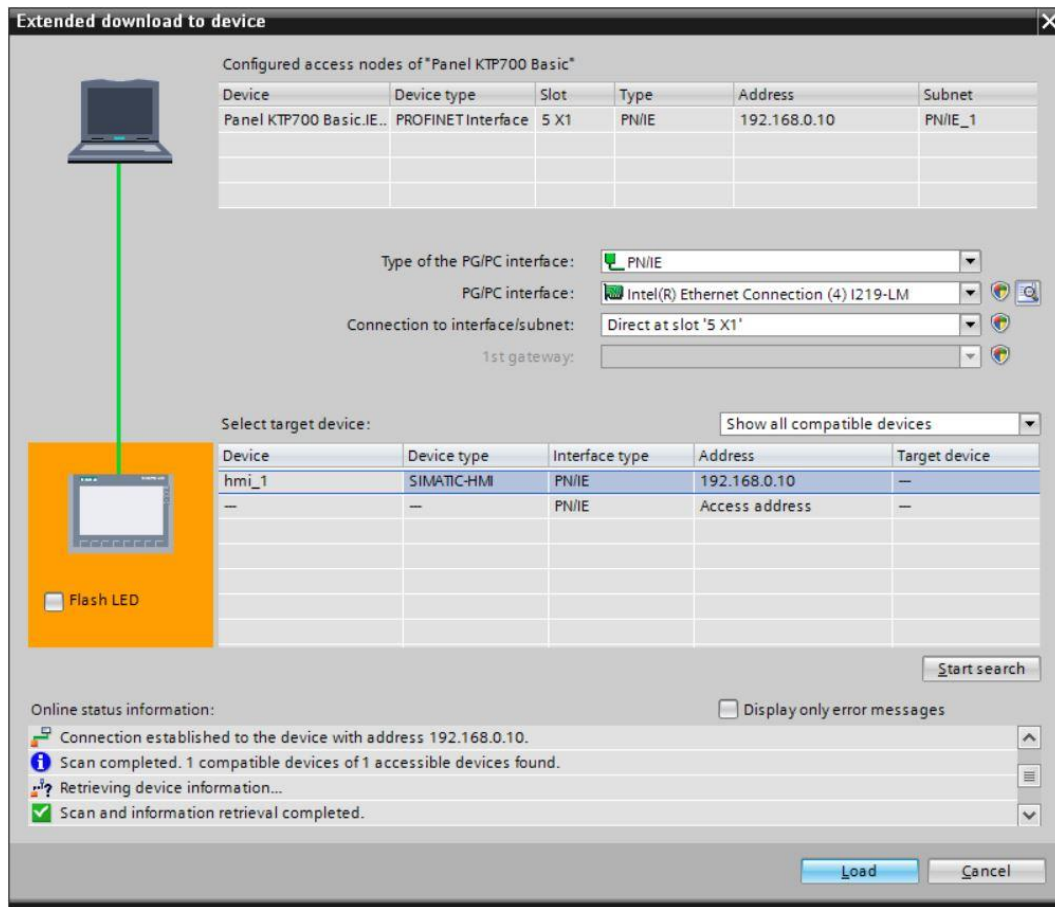 Extended download to device
Configured access nodes of "Panel KTP700 Basic"
Device Device type Slot Type Address Subnet
Panel KTP700 Basic.IE... PROFINET Interface 5 X1 PN/IE 192.168.0.10 PN/IE_1
Type of the PG/PC interface: PN/IE
PG/PC interface: Intel(R) Ethernet Connection (4) I219-LM
Connection to interface/subnet: Direct at slot '5 X1'
1st gateway:
Select target device: Show all compatible devices
Device Device type Interface type Address Target device
hmi_1 SIMATIC-HMI PN/IE 192.168.0.10 —
— — PN/IE Access address —
Flash LED
Start search
Online status information: Display only error messages
Connection established to the device with address 192.168.0.10.
Scan completed. 1 compatible devices of 1 accessible devices found.
Retrieving device information...
Scan and information retrieval completed.
Load Cancel